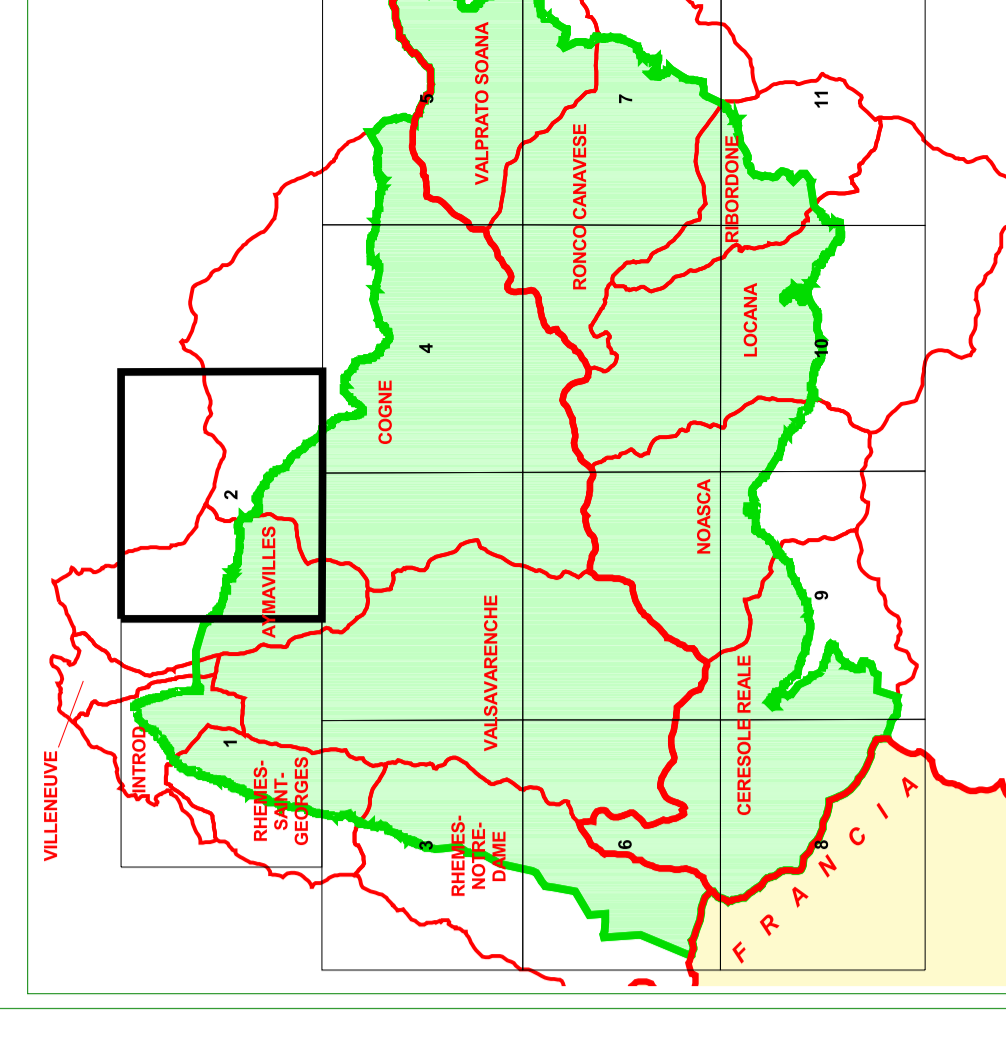 VILLENEUVE
INTROD
1
RHEMES-
SAINT-
GEORGES
AYMAVILLES
2
COGNE
3
RHEMES-
NOTRE-
DAME
4
5
VALSAVARENCHE
VALPRATO SOANA
RONCO CANAVESE
6
7
NOASCA
CERESOLE REALE
LOCANA
RIBORDONE
8
9
10
11
FRANCIA